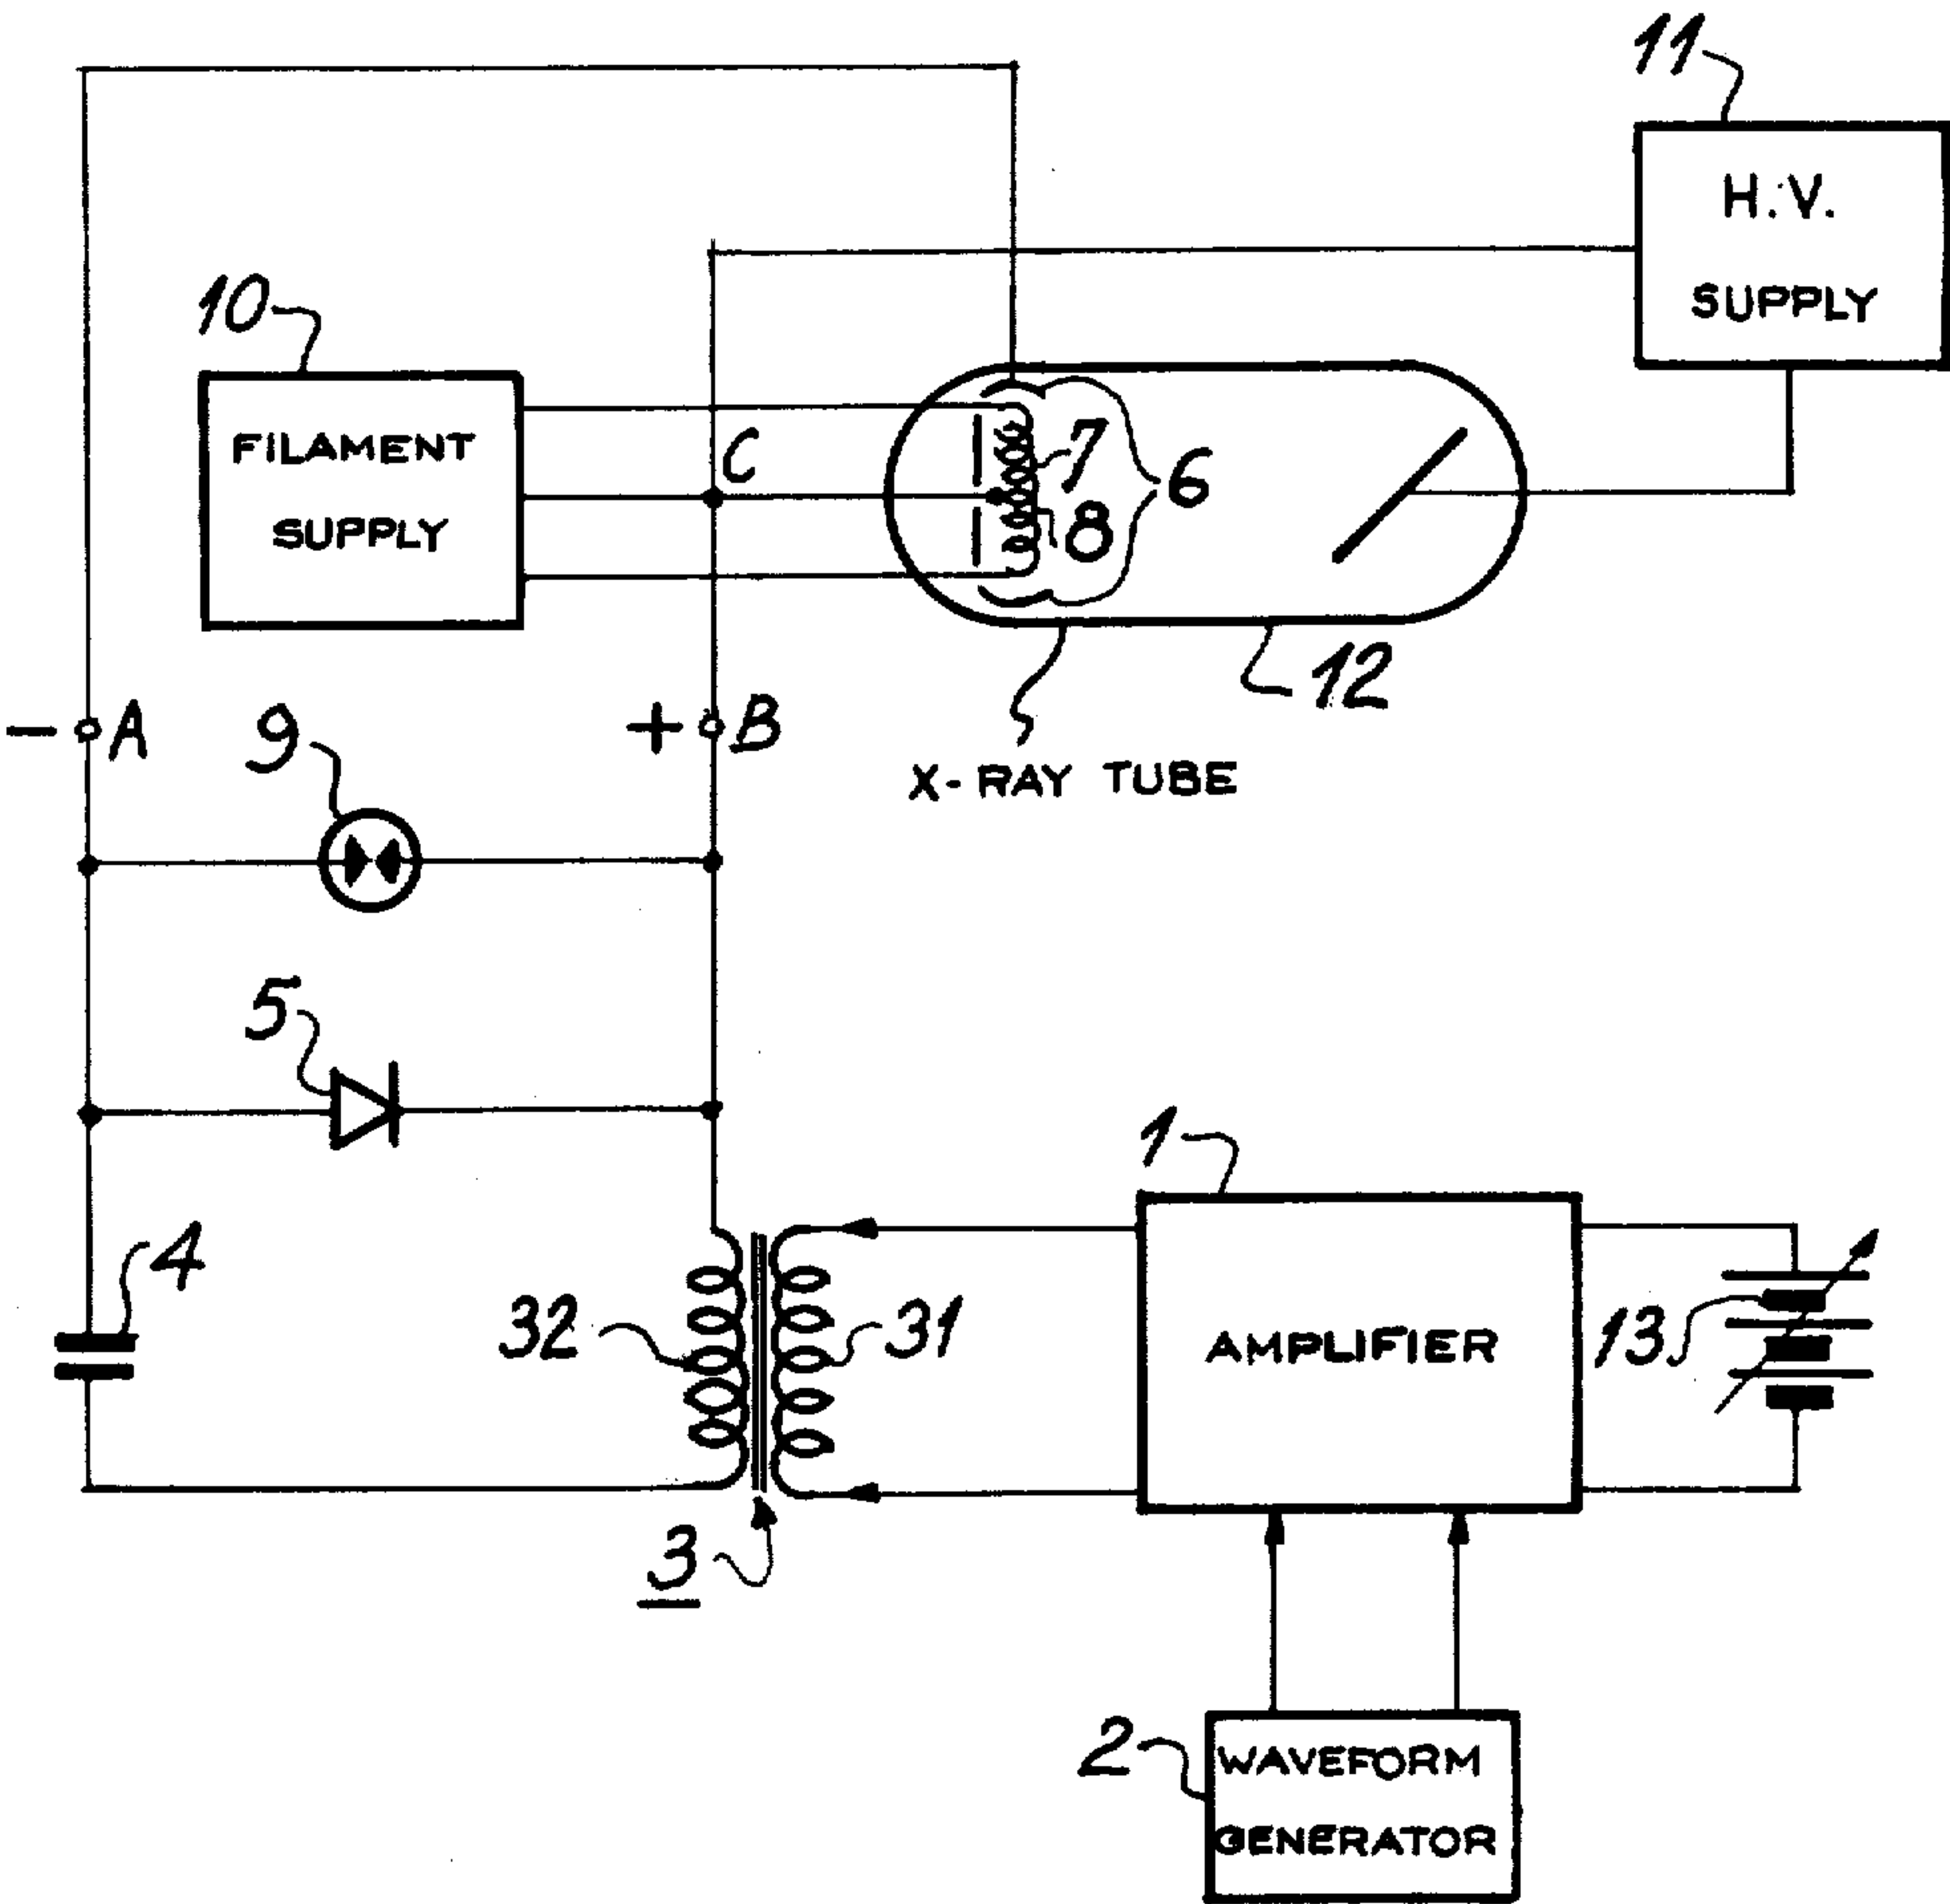 11
H.V.
SUPPLY
10
FILAMENT
SUPPLY
C
7
6
8
12
- A
+ B
9
X-RAY TUBE
5
1
4
32
31
AMPLIFIER
13
3
2
WAVEFORM
GENERATOR